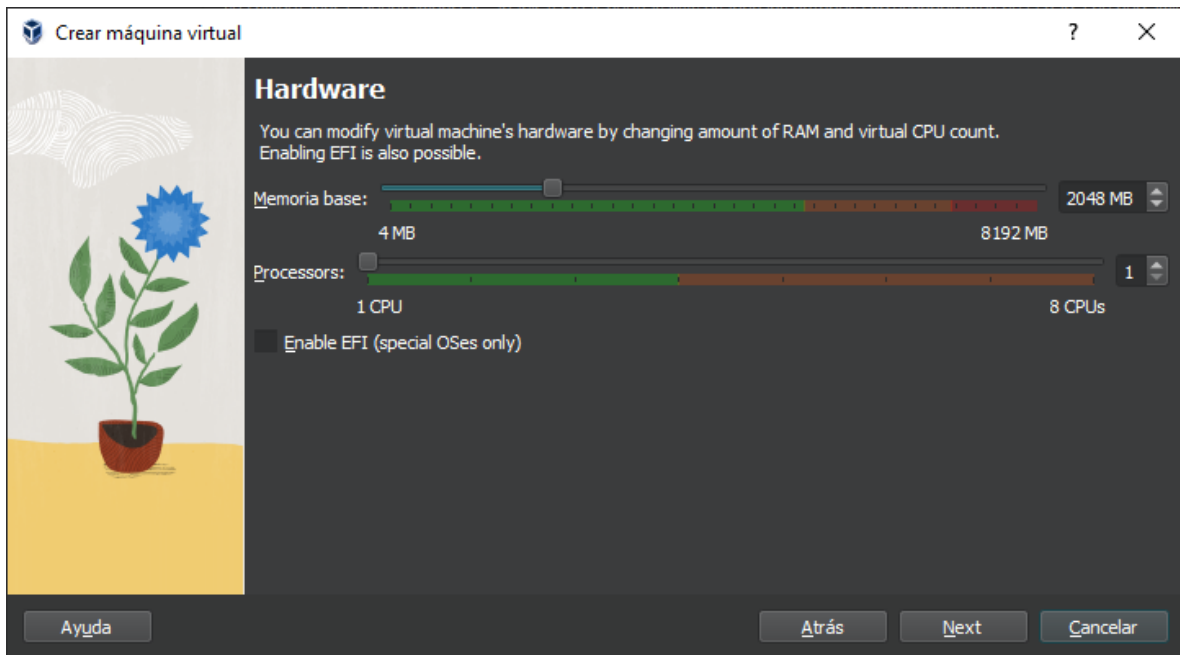 Crear máquina virtual ?
Hardware
You can modify virtual machine's hardware by changing amount of RAM and virtual CPU count.
Enabling EFI is also possible.
Memoria base: 2048 MB
4 MB 8192 MB
Processors: 1
1 CPU 8 CPUs
Enable EFI (special OSes only)
Ayuda Atrás Next Cancelar